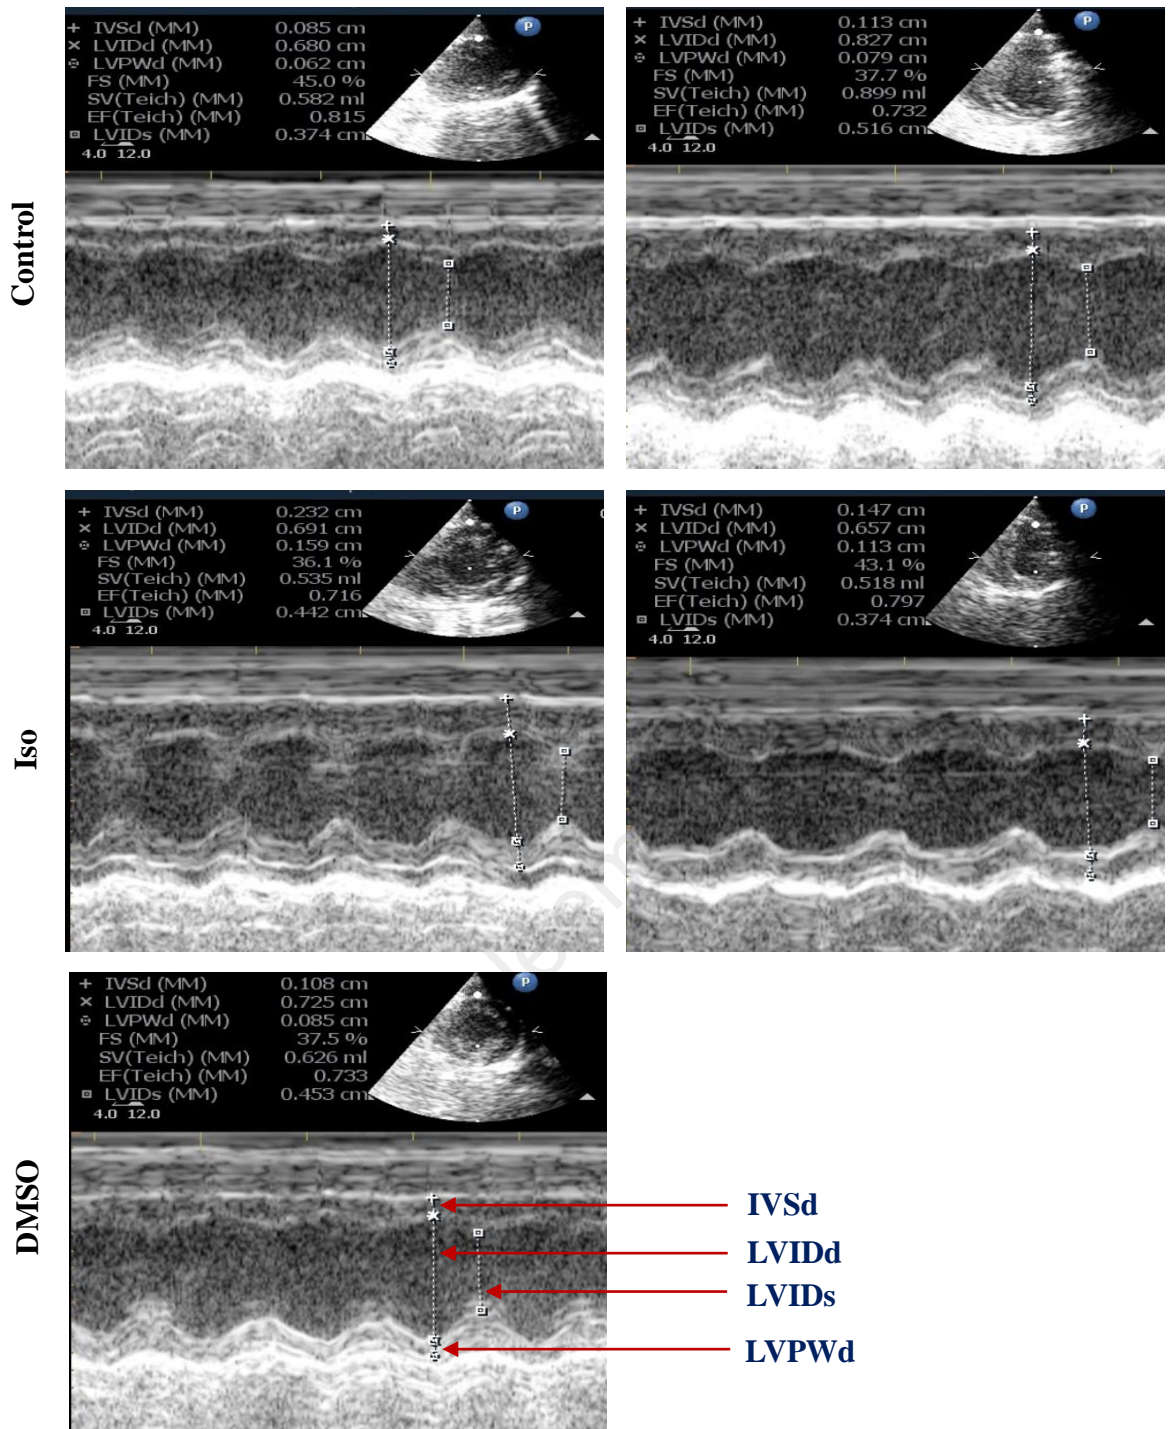 Control
+ IVSd (MM) 0.085 cm
× LVIDd (MM) 0.680 cm
LVPWd (MM) 0.062 cm
FS (MM) 45.0 %
SV(Teich) (MM) 0.582 ml
EF(Teich) (MM) 0.815
LVIDs (MM) 0.374 cm
4.0 12.0
P
+ IVSd (MM) 0.113 cm
× LVIDd (MM) 0.827 cm
LVPWd (MM) 0.079 cm
FS (MM) 37.7 %
SV(Teich) (MM) 0.899 ml
EF(Teich) (MM) 0.732
LVIDs (MM) 0.516 cm
4.0 12.0
P
Iso
+ IVSd (MM) 0.232 cm
× LVIDd (MM) 0.691 cm
LVPWd (MM) 0.159 cm
FS (MM) 36.1 %
SV(Teich) (MM) 0.535 ml
EF(Teich) (MM) 0.716
LVIDs (MM) 0.442 cm
4.0 12.0
P
+ IVSd (MM) 0.147 cm
× LVIDd (MM) 0.657 cm
LVPWd (MM) 0.113 cm
FS (MM) 43.1 %
SV(Teich) (MM) 0.518 ml
EF(Teich) (MM) 0.797
LVIDs (MM) 0.374 cm
4.0 12.0
P
DMSO
+ IVSd (MM) 0.108 cm
× LVIDd (MM) 0.725 cm
LVPWd (MM) 0.085 cm
FS (MM) 37.5 %
SV(Teich) (MM) 0.626 ml
EF(Teich) (MM) 0.733
LVIDs (MM) 0.453 cm
4.0 12.0
P
IVSd
LVIDd
LVIDs
LVPWd